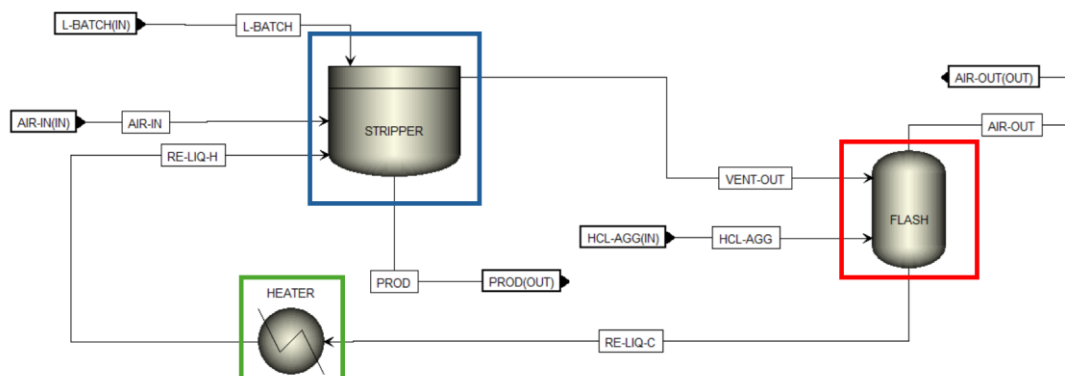 L-BATCH(IN)
L-BATCH
AIR-OUT(OUT)
AIR-IN(IN)
AIR-IN
STRIPPER
AIR-OUT
RE-LIQ-H
VENT-OUT
FLASH
HCL-AGG(IN)
HCL-AGG
PROD
PROD(OUT)
HEATER
RE-LIQ-C